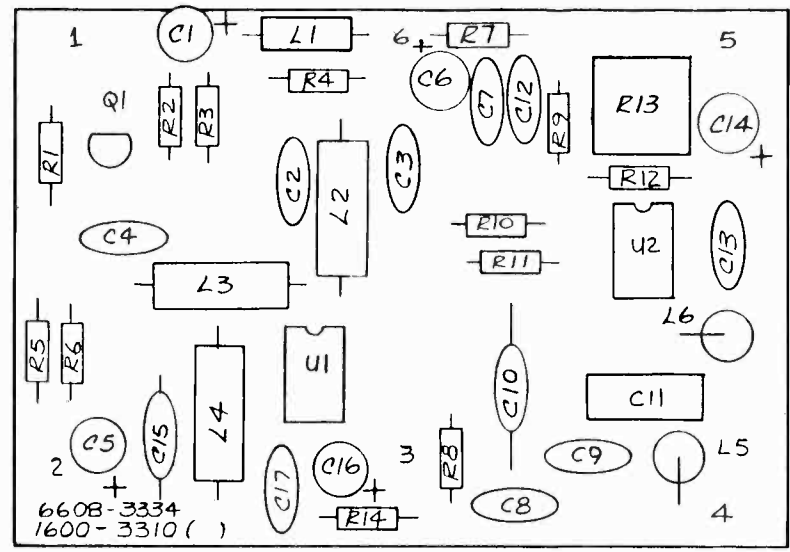 1
C1
+
L1
6
+
R7
5
R4
C6
C7
C12
R9
R13
C14
+
Q1
R2
R3
R1
C2
L2
C3
R12
C4
R10
R11
U2
C13
L3
L6
R5
R6
U1
C10
C11
L4
C5
C15
2
+
C17
C16
+
3
R8
C9
L5
C8
4
6608-3334
1600-3310( )
R14